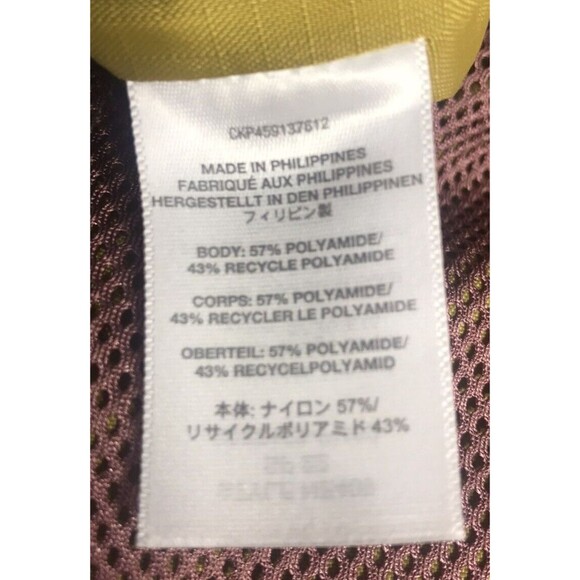 CKP459137612
MADE IN PHILIPPINES
FABRIQUÉ AUX PHILIPPINES
HERGESTELLT IN DEN PHILIPPINEN
フィリピン製
BODY: 57% POLYAMIDE/
43% RECYCLE POLYAMIDE
CORPS: 57% POLYAMIDE/
43% RECYCLER LE POLYAMIDE
OBERTEIL: 57% POLYAMIDE/
43% RECYCELPOLYAMID
本体: ナイロン 57%/
リサイクルポリアミド 43%